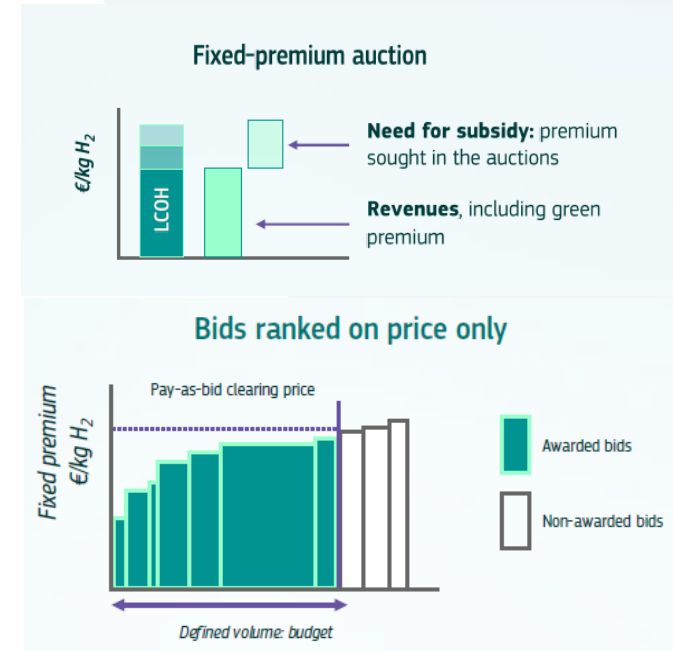 Fixed-premium auction
€/kg H₂
LCOH
Need for subsidy: premium
sought in the auctions
Revenues, including green
premium
Bids ranked on price only
Fixed premium
€/kg H₂
Pay-as-bid clearing price
Awarded bids
Non-awarded bids
Defined volume: budget